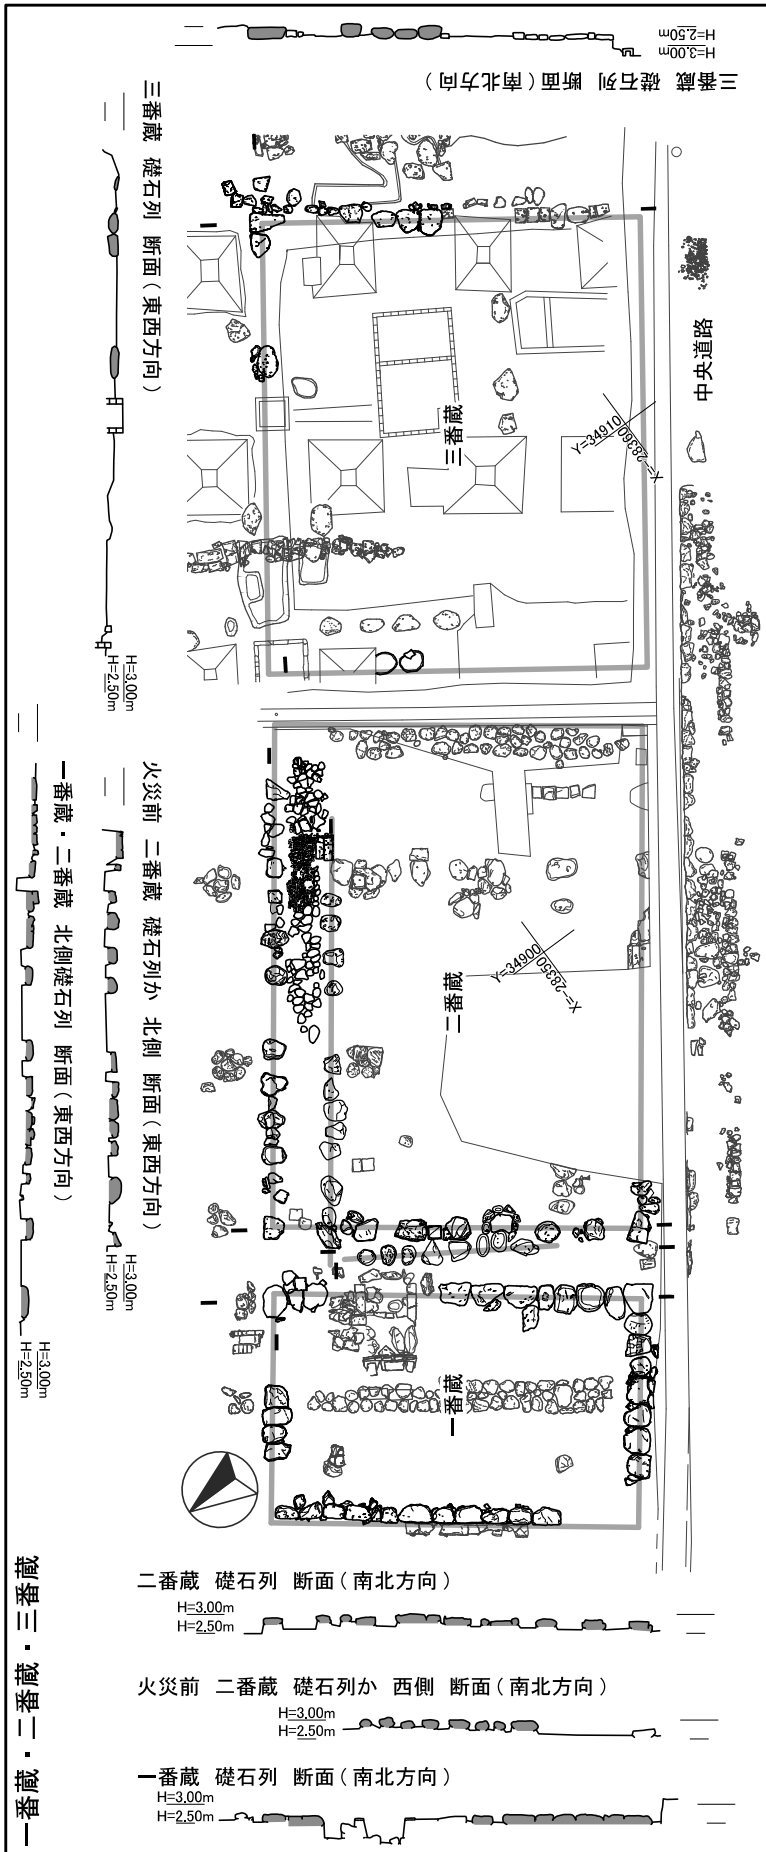 H=2.50m
H=3.00m
三番蔵 礎石列 断面(南北方向)
三番蔵 礎石列 断面(東西方向)
H=3.00m
H=2.50m
中央道路
三番蔵
Y=34910
X=-28360
火災前 二番蔵 礎石列か 北側 断面(東西方向)
H=3.00m
H=2.50m
一番蔵・二番蔵 北側礎石列 断面(東西方向)
H=3.00m
H=2.50m
二番蔵
Y=34900
X=-28350
一番蔵
一番蔵・二番蔵・三番蔵
二番蔵 礎石列 断面(南北方向)
H=3.00m
H=2.50m
火災前 二番蔵 礎石列か 西側 断面(南北方向)
H=3.00m
H=2.50m
一番蔵 礎石列 断面(南北方向)
H=3.00m
H=2.50m